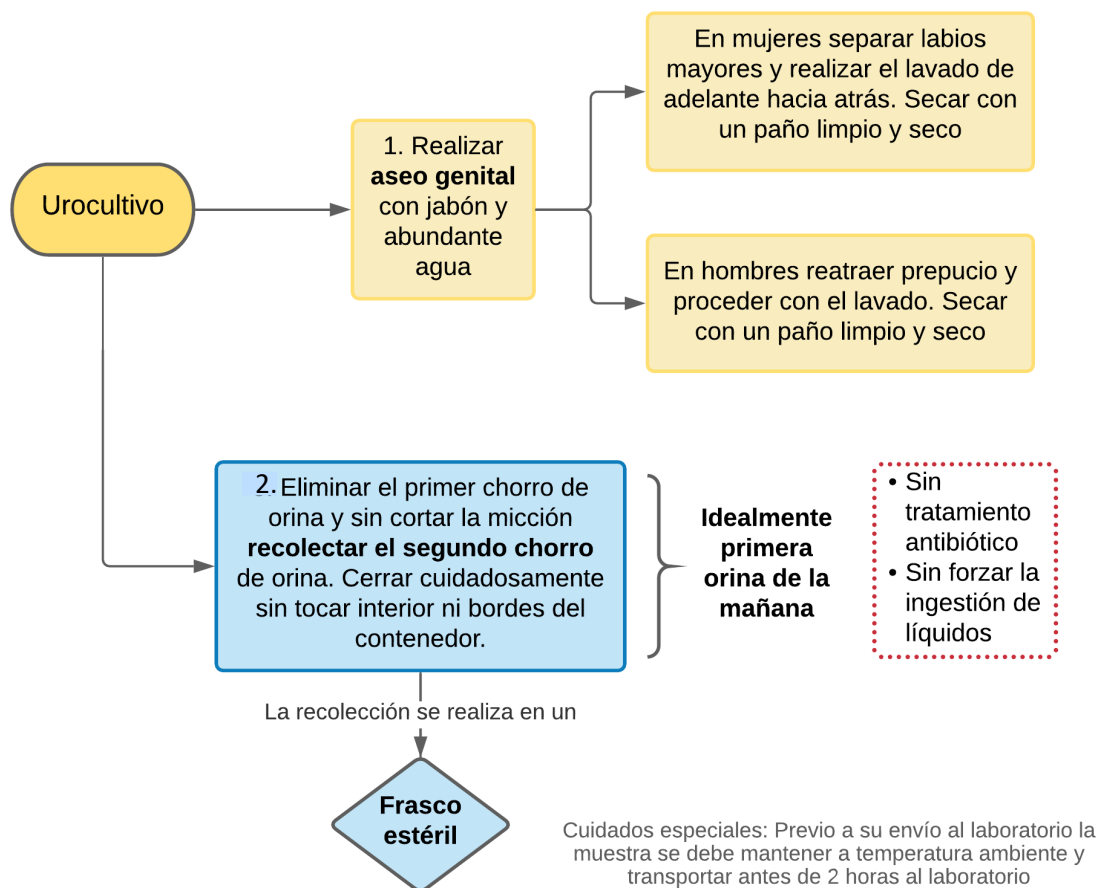 Urocultivo
1. Realizar
aseo genital
con jabón y
abundante
agua
En mujeres separar labios
mayores y realizar el lavado de
adelante hacia atrás. Secar con
un paño limpio y seco
En hombres reatraer prepucio y
proceder con el lavado. Secar
con un paño limpio y seco
2. Eliminar el primer chorro de
orina y sin cortar la micción
recolectar el segundo chorro
de orina. Cerrar cuidadosamente
sin tocar interior ni bordes del
contenedor.
Idealmente
primera
orina de la
mañana
• Sin
tratamiento
antibiótico
• Sin forzar la
ingestión de
líquidos
La recolección se realiza en un
Frasco
estéril
Cuidados especiales: Previo a su envío al laboratorio la
muestra se debe mantener a temperatura ambiente y
transportar antes de 2 horas al laboratorio